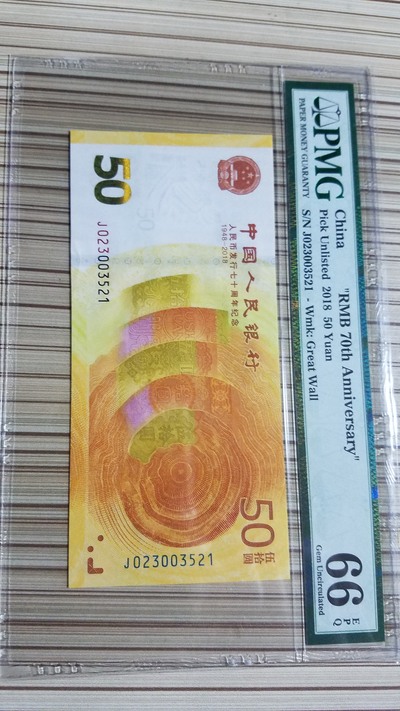 PMG
PAPER MONEY GUARANTY
China
Pick Unlisted 2018 50 Yuan
S/N J023003521 - Wmk: Great Wall
"RMB 70th Anniversary"
66
EPQ
Gem Uncirculated
50
J023003521
中国人民银行
人民币发行七十周年纪念
1948-2018
50
伍拾圆
J023003521